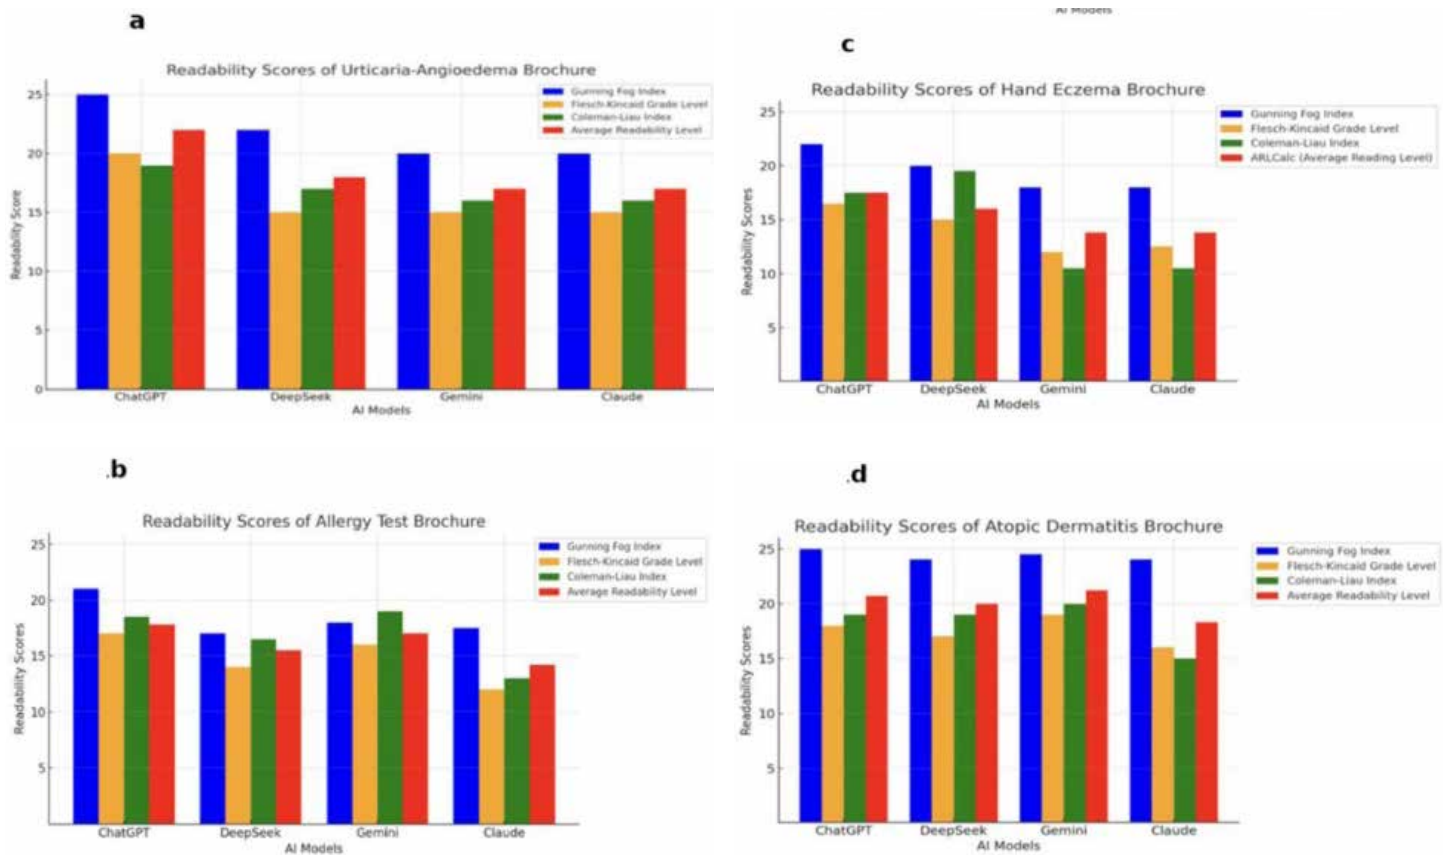 a
Readability Scores of Urticaria-Angioedema Brochure
Gunning Fog Index
Flesch-Kincaid Grade Level
Coleman-Liau Index
Average Readability Level
25
20
15
10
5
0
Readability Score
ChatGPT
DeepSeek
Gemini
Claude
AI Models
.b
Readability Scores of Allergy Test Brochure
Gunning Fog Index
Flesch-Kincaid Grade Level
Coleman-Liau Index
Average Readability Level
25
20
15
10
5
Readability Scores
ChatGPT
DeepSeek
Gemini
Claude
AI Models
AI Models
c
Readability Scores of Hand Eczema Brochure
Gunning Fog Index
Flesch-Kincaid Grade Level
Coleman-Liau Index
ARLCalc (Average Reading Level)
25
20
15
10
5
Readability Scores
ChatGPT
DeepSeek
Gemini
Claude
AI Models
.d
Readability Scores of Atopic Dermatitis Brochure
Gunning Fog Index
Flesch-Kincaid Grade Level
Coleman-Liau Index
Average Readability Level
25
20
15
10
5
Readability Scores
ChatGPT
DeepSeek
Gemini
Claude
AI Models